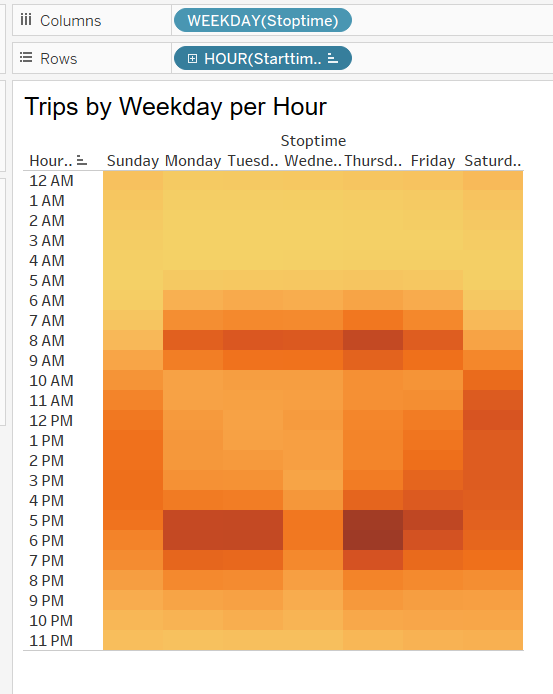 Columns WEEKDAY(Stoptime)
Rows HOUR(Starttim..
Trips by Weekday per Hour
Stoptime
Hour.. Sunday Monday Tuesd.. Wedne.. Thursd.. Friday Saturd..
12 AM
1 AM
2 AM
3 AM
4 AM
5 AM
6 AM
7 AM
8 AM
9 AM
10 AM
11 AM
12 PM
1 PM
2 PM
3 PM
4 PM
5 PM
6 PM
7 PM
8 PM
9 PM
10 PM
11 PM